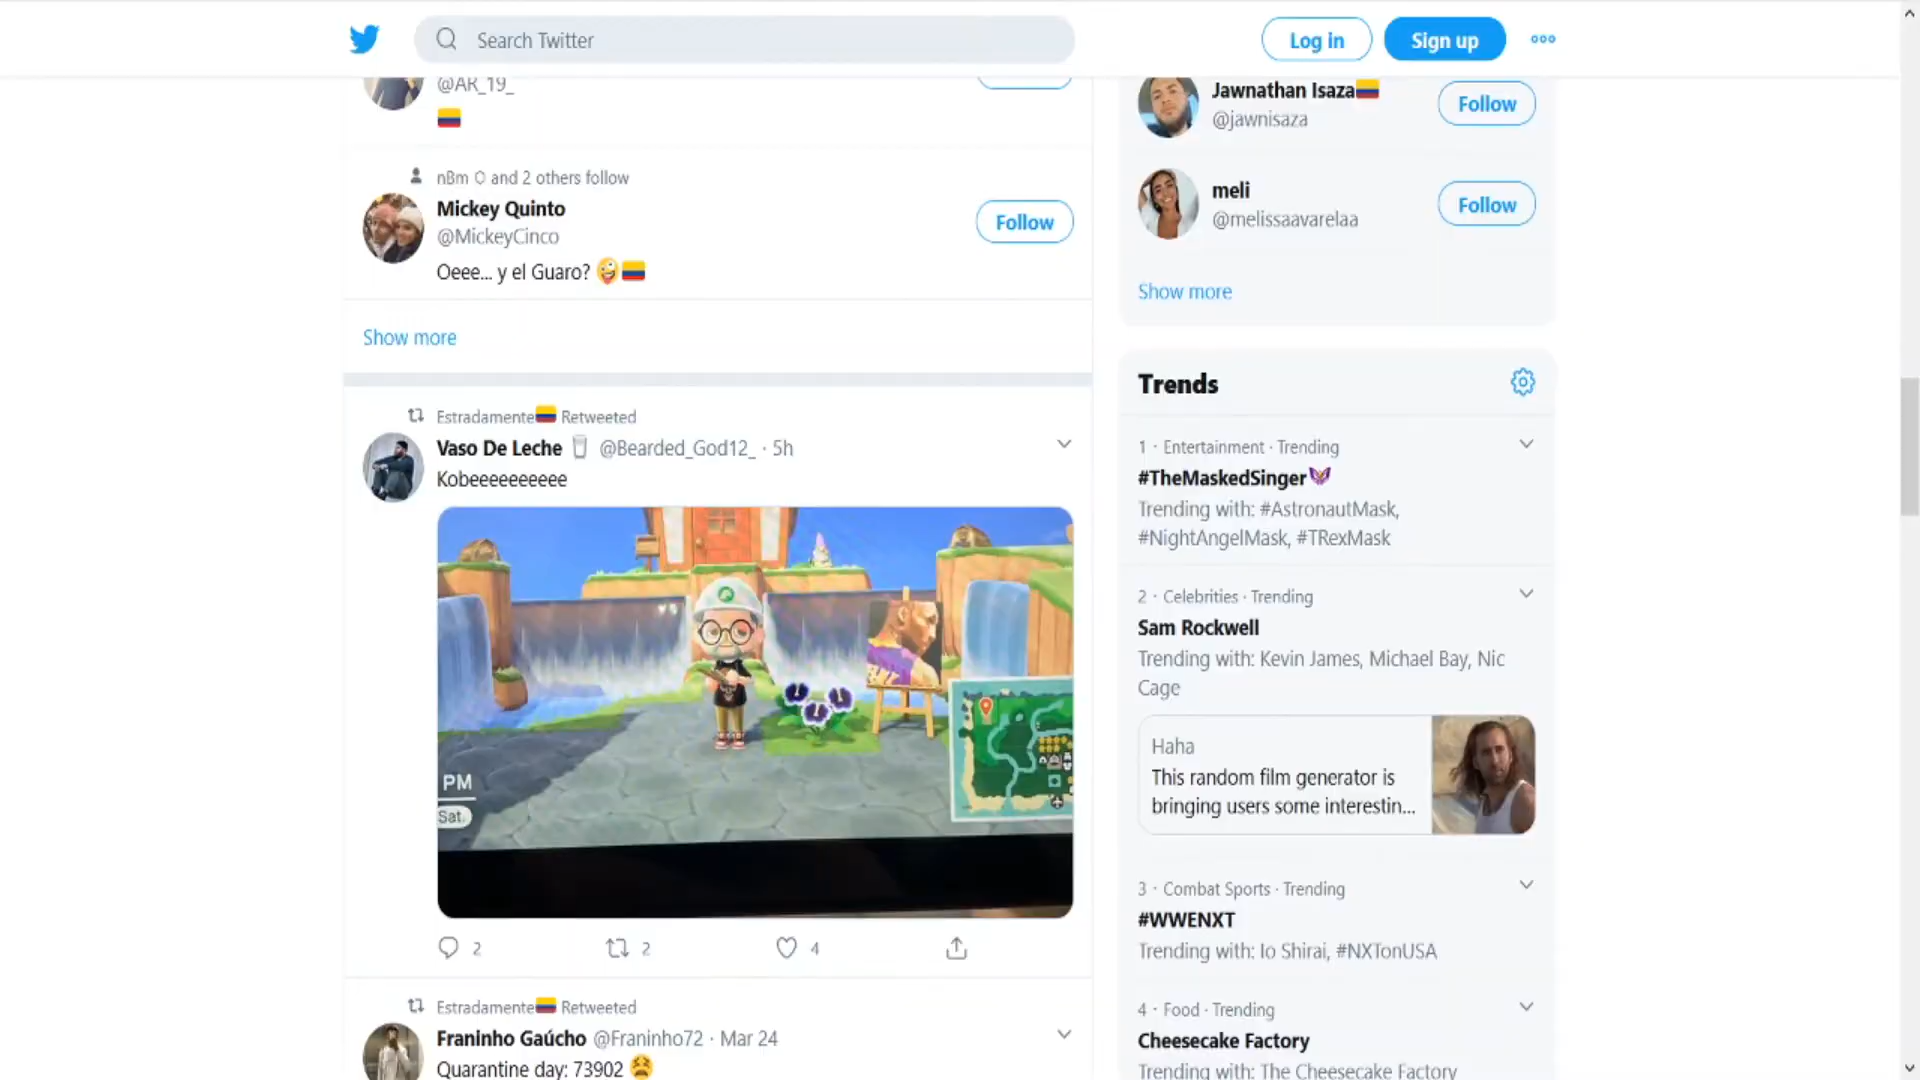 Search Twitter
Log in
Sign up
@AR_19_
nBm and 2 others follow
Mickey Quinto
@MickeyCinco
Follow
Oeee... y el Guaro?
Show more
Estradamente Retweeted
Vaso De Leche @Bearded_God12_ · 5h
Kobeeeeeeeeee
PM
Sat.
2
2
4
Estradamente Retweeted
Franinho Gaúcho @Franinho72 · Mar 24
Quarantine day: 73902
Jawnathan Isaza
@jawnisaza
Follow
meli
@melissaavarelaa
Follow
Show more
Trends
1 · Entertainment · Trending
#TheMaskedSinger
Trending with: #AstronautMask,
#NightAngelMask, #TRexMask
2 · Celebrities · Trending
Sam Rockwell
Trending with: Kevin James, Michael Bay, Nic
Cage
Haha
This random film generator is
bringing users some interestin...
3 · Combat Sports · Trending
#WWENXT
Trending with: Io Shirai, #NXTonUSA
4 · Food · Trending
Cheesecake Factory
Trending with: The Cheesecake Factory